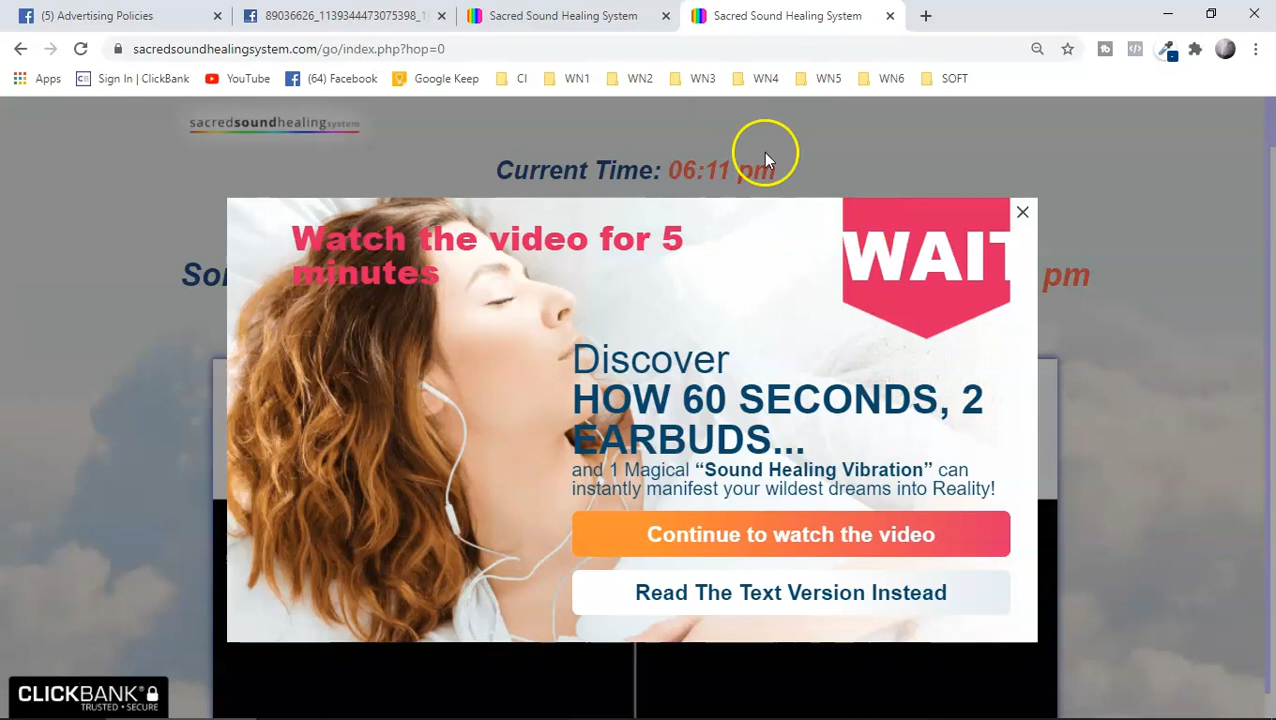 (5) Advertising Policies
89036626_1139344473075398_1
Sacred Sound Healing System
Sacred Sound Healing System
sacredsoundhealingsystem.com/go/index.php?hop=0
Apps
Sign In | ClickBank
YouTube
(64) Facebook
Google Keep
CI
WN1
WN2
WN3
WN4
WN5
WN6
SOFT
sacredsoundhealingsystem
Current Time: 06:11 pm
Watch the video for 5
minutes
WAIT
pm
Discover
HOW 60 SECONDS, 2
EARBUDS...
and 1 Magical “Sound Healing Vibration” can
instantly manifest your wildest dreams into Reality!
Continue to watch the video
Read The Text Version Instead
CLICKBANK
TRUSTED • SECURE